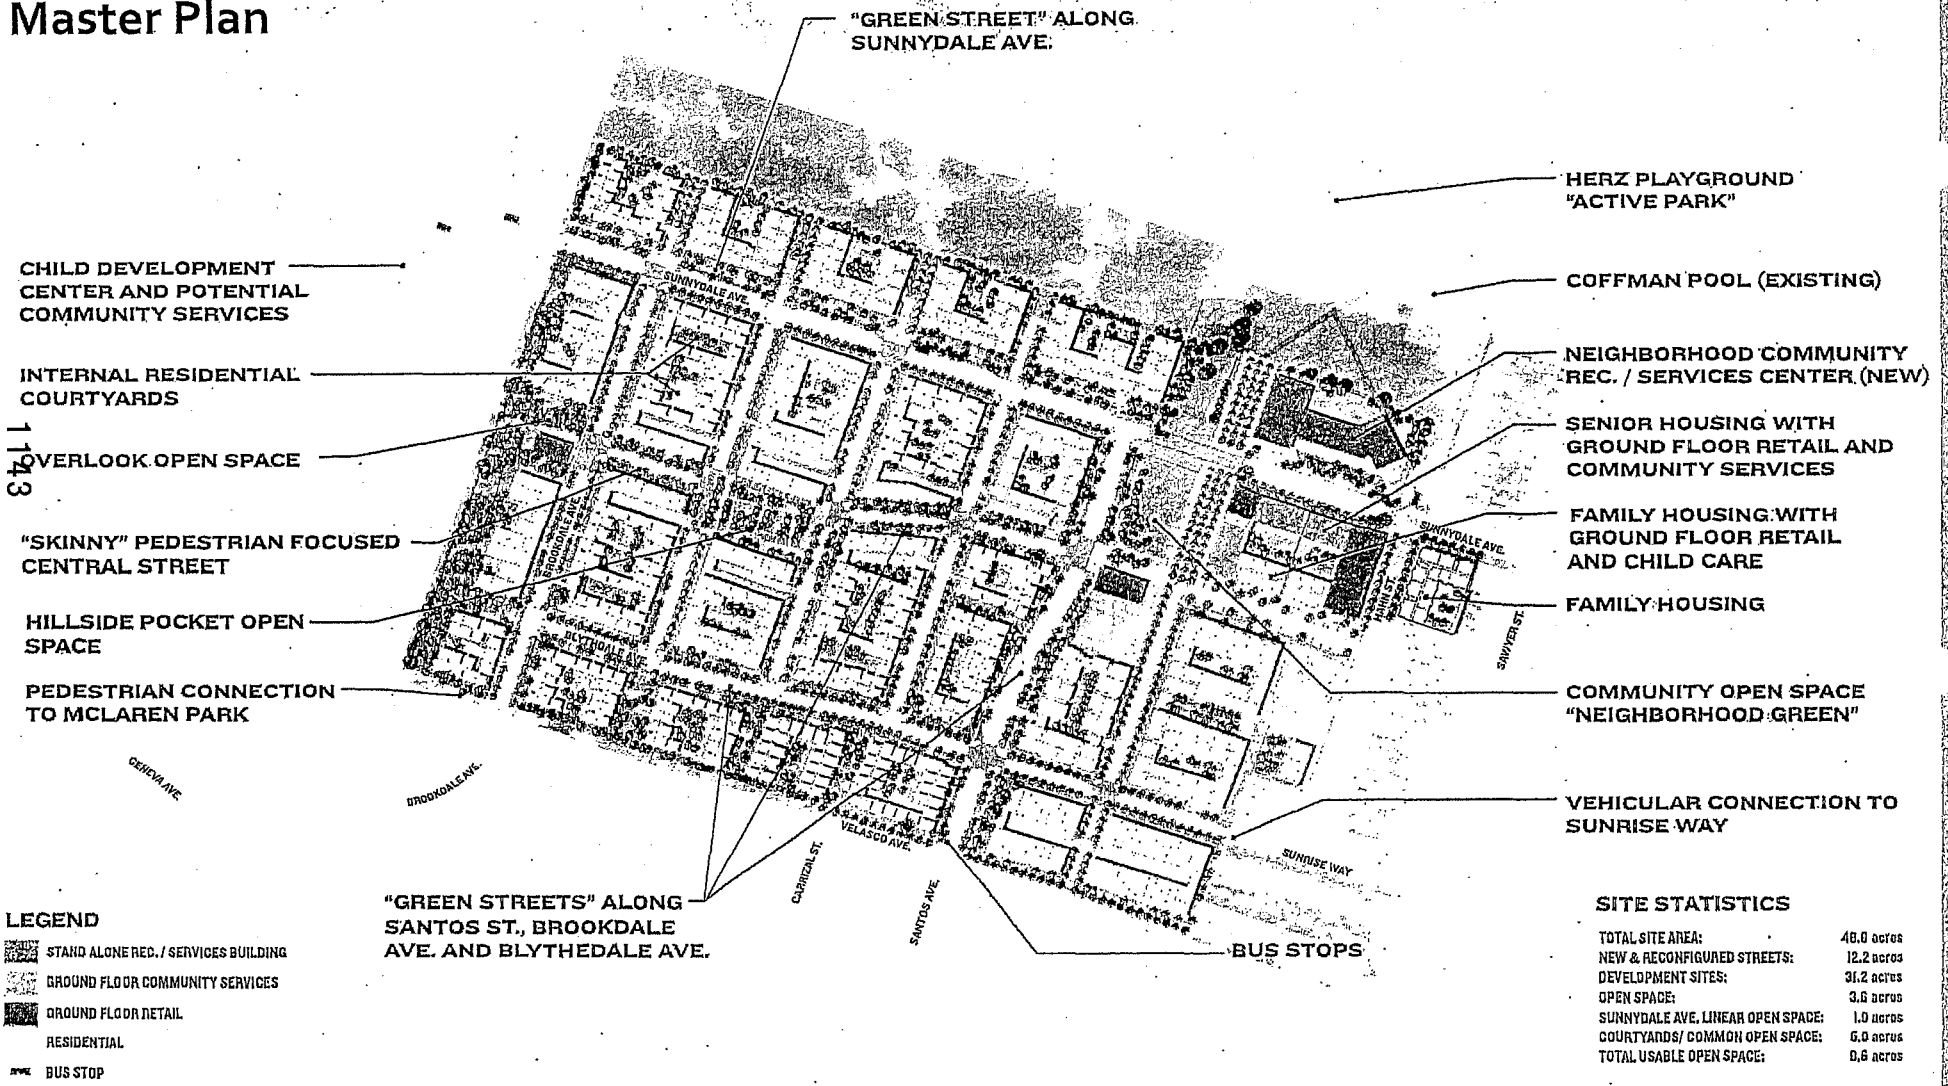 Master Plan
"GREEN STREET" ALONG
SUNNYDALE AVE.
HERZ PLAYGROUND
"ACTIVE PARK"
CHILD DEVELOPMENT
CENTER AND POTENTIAL
COMMUNITY SERVICES
COFFMAN POOL (EXISTING)
SUNNYDALE AVE.
NEIGHBORHOOD COMMUNITY
REC. / SERVICES CENTER (NEW)
INTERNAL RESIDENTIAL
COURTYARDS
SENIOR HOUSING WITH
GROUND FLOOR RETAIL AND
COMMUNITY SERVICES
1143
OVERLOOK OPEN SPACE
"SKINNY" PEDESTRIAN FOCUSED
CENTRAL STREET
BROOKDALE AVE.
FAMILY HOUSING WITH
GROUND FLOOR RETAIL
AND CHILD CARE
SUNNYDALE AVE.
HAHN ST.
FAMILY HOUSING
SAWYER ST.
HILLSIDE POCKET OPEN
SPACE
BLYTHDALE AVE.
PEDESTRIAN CONNECTION
TO MCLAREN PARK
COMMUNITY OPEN SPACE
"NEIGHBORHOOD GREEN"
GENEVA AVE.
BROOKDALE AVE.
VELASCO AVE.
CARRIZAL ST.
SANTOS AVE.
SUNRISE WAY
VEHICULAR CONNECTION TO
SUNRISE WAY
"GREEN STREETS" ALONG
SANTOS ST., BROOKDALE
AVE. AND BLYTHEDALE AVE.
BUS STOPS
LEGEND
STAND ALONE REC. / SERVICES BUILDING
GROUND FLOOR COMMUNITY SERVICES
GROUND FLOOR RETAIL
RESIDENTIAL
BUS STOP
SITE STATISTICS
TOTAL SITE AREA: acres
NEW & RECONFIGURED STREETS: 12.2 acres
DEVELOPMENT SITES: 31.2 acres
OPEN SPACE: acres
SUNNYDALE AVE. LINEAR OPEN SPACE: 1.0 acres
COURTYARDS/ COMMON OPEN SPACE: acres
TOTAL USABLE OPEN SPACE: acres